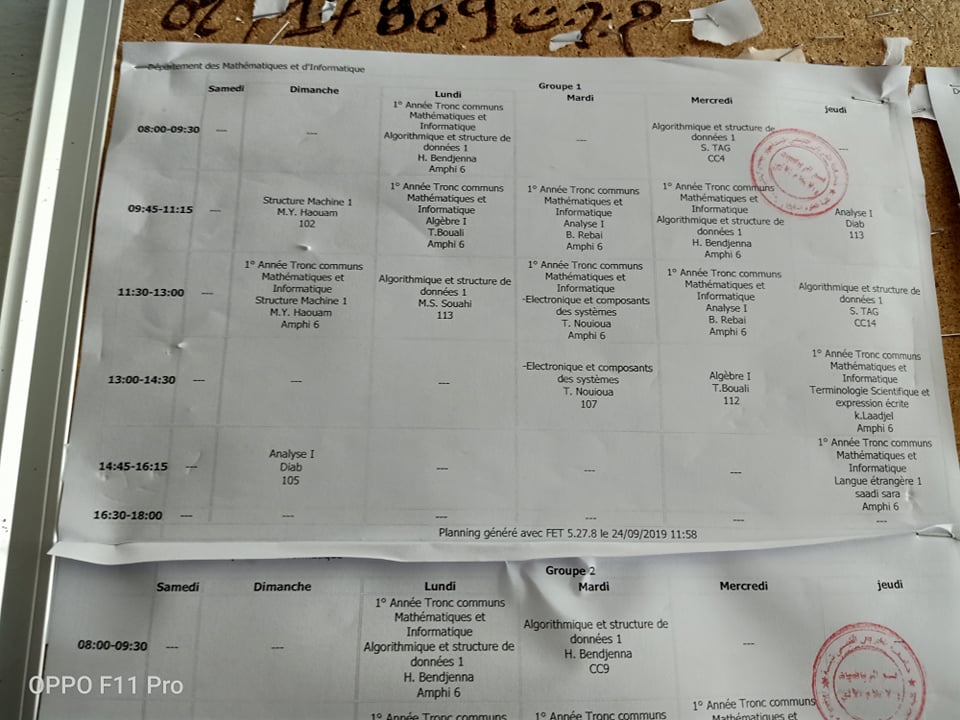 Département des Mathématiques et d'Informatique
Groupe 1
Samedi Dimanche Lundi Mardi Mercredi jeudi
08:00-09:30
---
---
1° Année Tronc communs
Mathématiques et
Informatique
Algorithmique et structure de
données 1
H. Bendjenna
Amphi 6
---
Algorithmique et structure de
données 1
S. TAG
CC4
---
09:45-11:15
---
Structure Machine 1
M.Y. Haouam
102
1° Année Tronc communs
Mathématiques et
Informatique
Algèbre I
T.Bouali
Amphi 6
1° Année Tronc communs
Mathématiques et
Informatique
Analyse I
B. Rebai
Amphi 6
1° Année Tronc communs
Mathématiques et
Informatique
Algorithmique et structure de
données 1
H. Bendjenna
Amphi 6
Analyse I
Diab
113
11:30-13:00
---
1° Année Tronc communs
Mathématiques et
Informatique
Structure Machine 1
M.Y. Haouam
Amphi 6
Algorithmique et structure de
données 1
M.S. Souahi
113
1° Année Tronc communs
Mathématiques et
Informatique
-Electronique et composants
des systèmes
T. Nouioua
Amphi 6
1° Année Tronc communs
Mathématiques et
Informatique
Analyse I
B. Rebai
Amphi 6
Algorithmique et structure de
données 1
S. TAG
CC14
13:00-14:30
---
---
---
-Electronique et composants
des systèmes
T. Nouioua
107
Algèbre I
T.Bouali
112
1° Année Tronc communs
Mathématiques et
Informatique
Terminologie Scientifique et
expression écrite
k.Laadjel
Amphi 6
14:45-16:15
---
Analyse I
Diab
105
---
---
---
1° Année Tronc communs
Mathématiques et
Informatique
Langue étrangère 1
saadi sara
Amphi 6
16:30-18:00
---
---
---
---
---
---
Planning généré avec FET 5.27.8 le 24/09/2019 11:58
Groupe 2
Samedi Dimanche Lundi Mardi Mercredi jeudi
08:00-09:30
---
---
1° Année Tronc communs
Mathématiques et
Informatique
Algorithmique et structure de
données 1
H. Bendjenna
Amphi 6
Algorithmique et structure de
données 1
H. Bendjenna
CC9
---
1° Année Tronc communs
1° Année Tronc communs
1° Année Tronc communs
Mathématiques et
OPPO F11 Pro